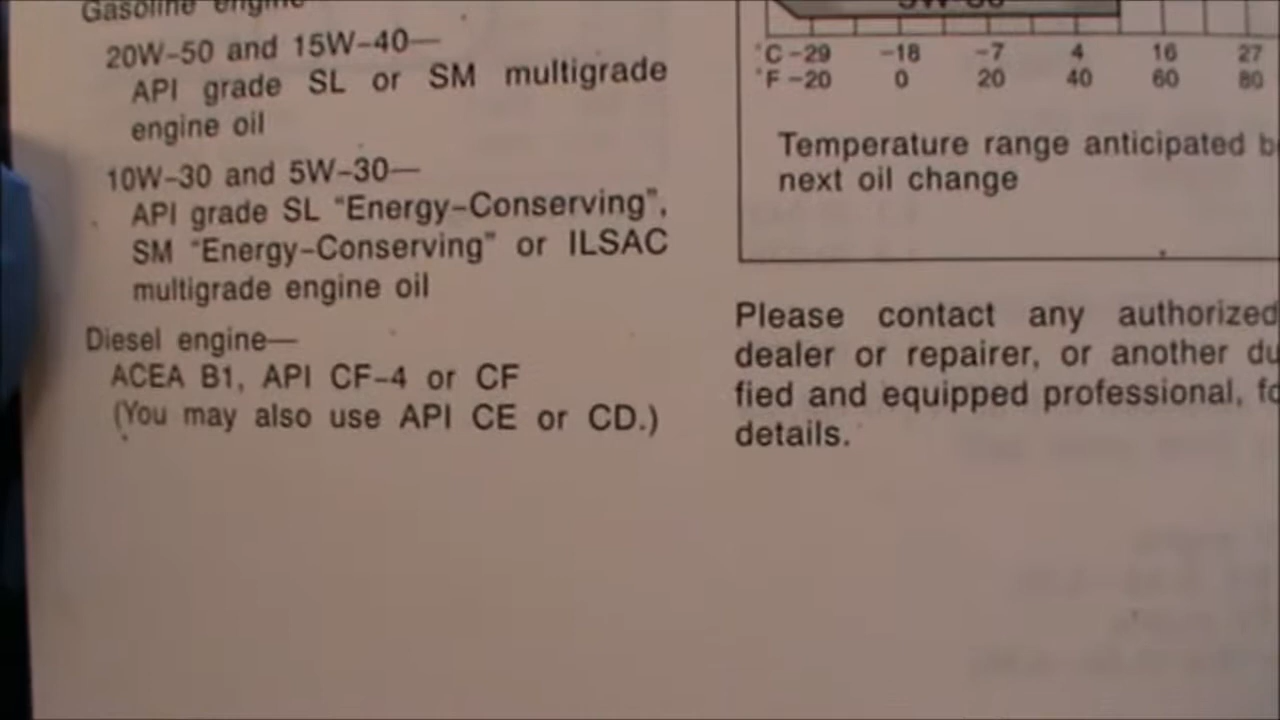 Gasoline engine—
20W–50 and 15W–40—
API grade SL or SM multigrade
engine oil
10W–30 and 5W–30—
API grade SL “Energy–Conserving”,
SM “Energy–Conserving” or ILSAC
multigrade engine oil
Diesel engine—
ACEA B1, API CF–4 or CF
(You may also use API CE or CD.)
°C –29 –18 –7 4 16 27
°F –20 0 20 40 60 80
Temperature range anticipated
next oil change
Please contact any authorized
dealer or repairer, or another
fied and equipped professional,
details.